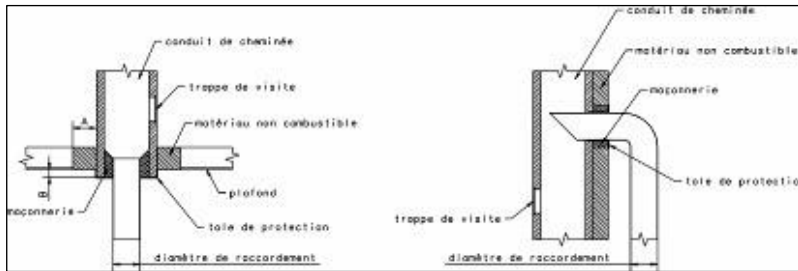 conduit de cheminée
trappe de visite
matériau non combustible
A
B
plafond
maçonnerie
tole de protection
diamètre de raccordement
conduit de cheminée
matériau non combustible
maçonnerie
tole de protection
trappe de visite
diamètre de raccordement